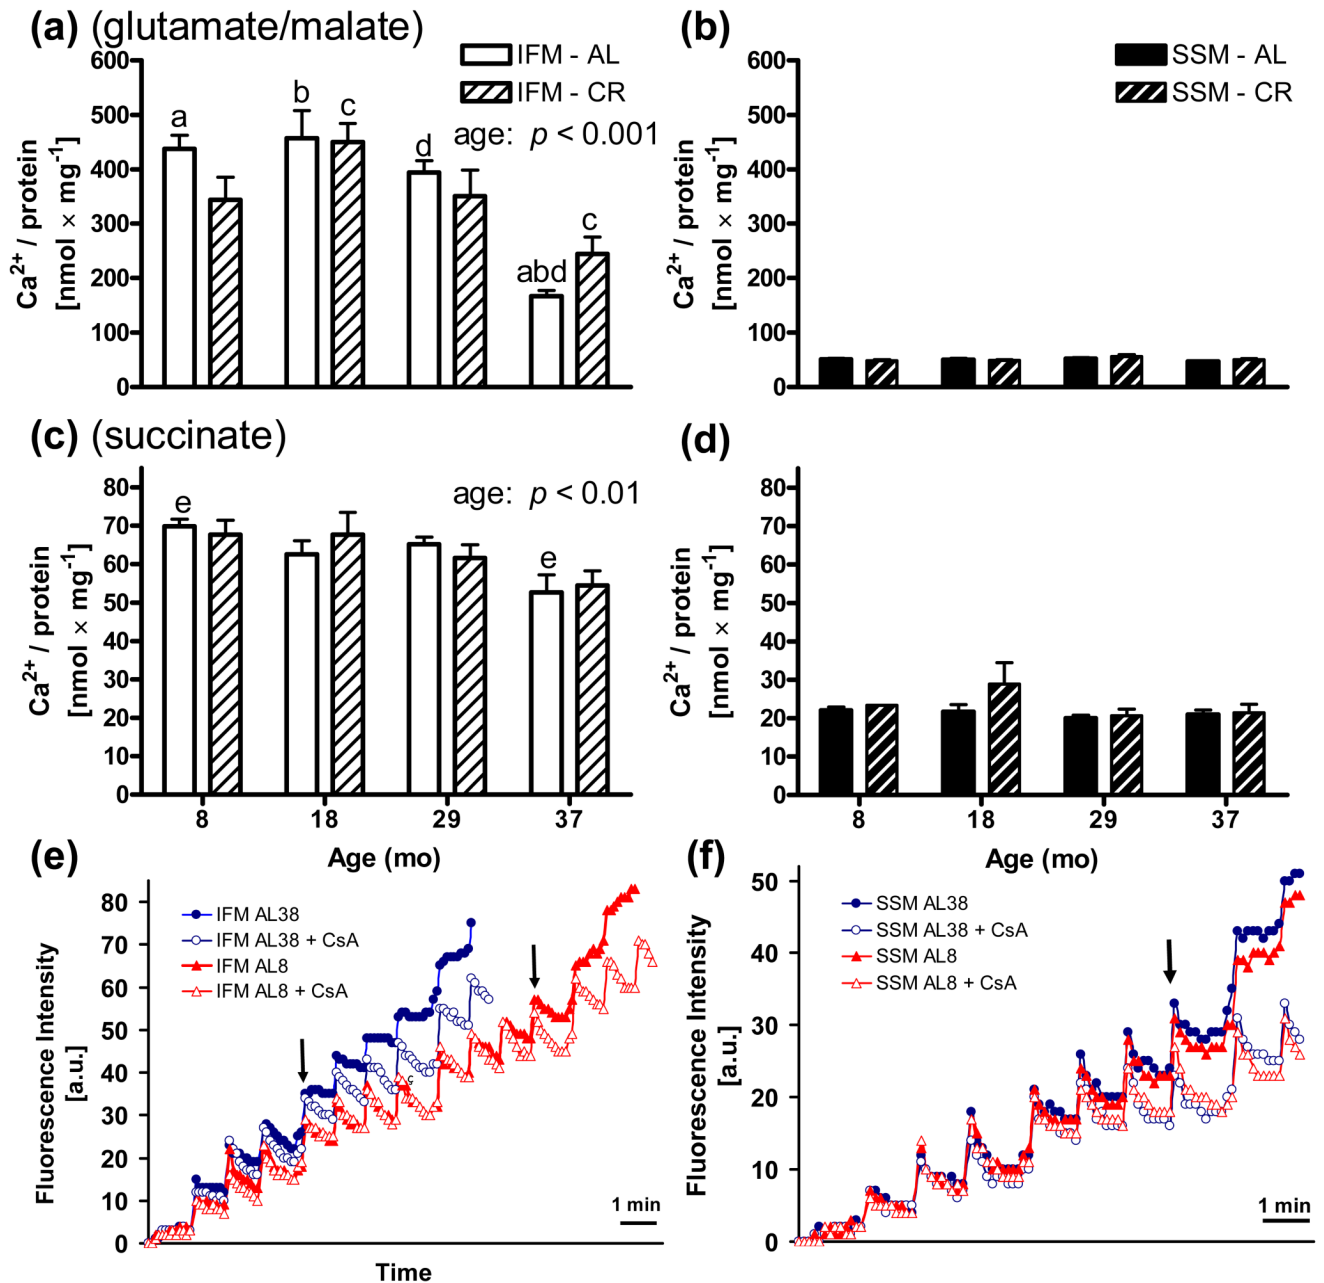 (a) (glutamate/malate)
IFM - AL
IFM - CR
age: p < 0.001
Ca2+ / protein
[nmol × mg-1]
600
500
400
300
200
100
0
a
b
c
d
abd
c
(b)
SSM - AL
SSM - CR
Ca2+ / protein
[nmol × mg-1]
600
500
400
300
200
100
0
(c) (succinate)
age: p < 0.01
Ca2+ / protein
[nmol × mg-1]
80
70
60
50
40
30
20
10
0
e
e
8 18 29 37
Age (mo)
(d)
Ca2+ / protein
[nmol × mg-1]
80
70
60
50
40
30
20
10
0
8 18 29 37
Age (mo)
(e)
IFM AL38
IFM AL38 + CsA
IFM AL8
IFM AL8 + CsA
Fluorescence Intensity
[a.u.]
80
70
60
50
40
30
20
10
0
ç
1 min
Time
(f)
SSM AL38
SSM AL38 + CsA
SSM AL8
SSM AL8 + CsA
Fluorescence Intensity
[a.u.]
50
40
30
20
10
0
1 min